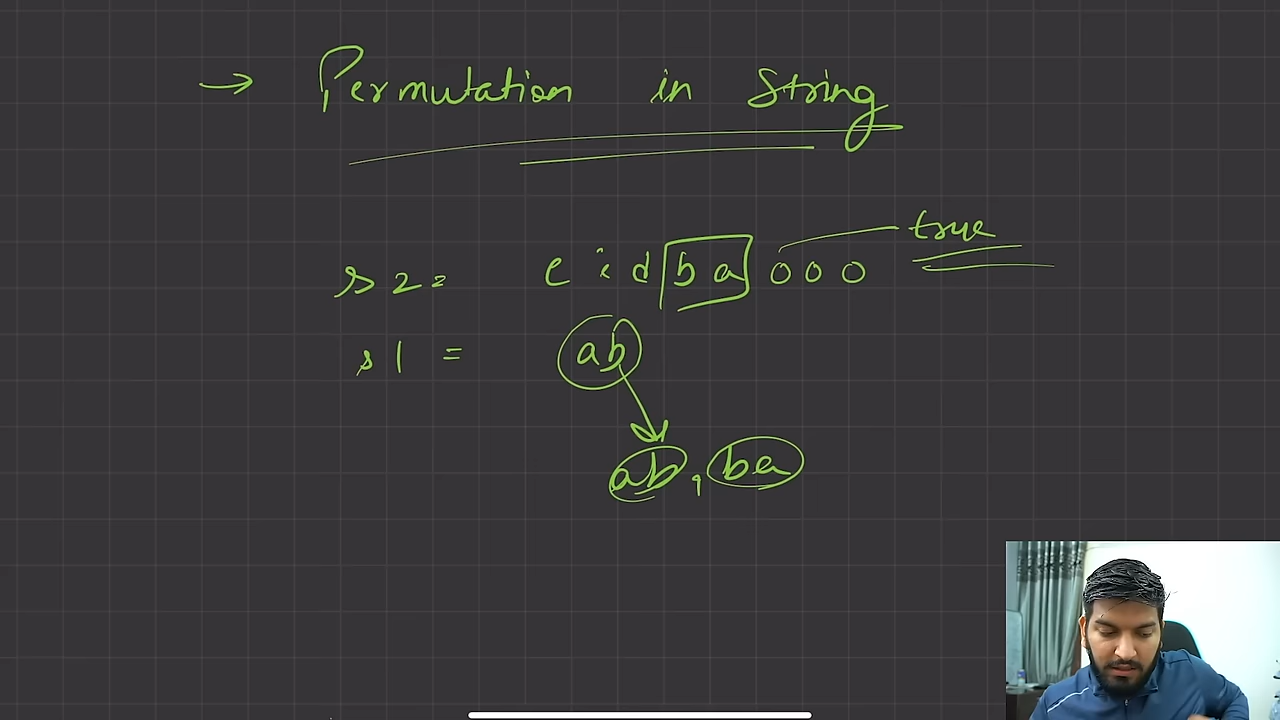 → Permutation in String
s2 = e i d b a o o o true
s1 = ab
ab, ba